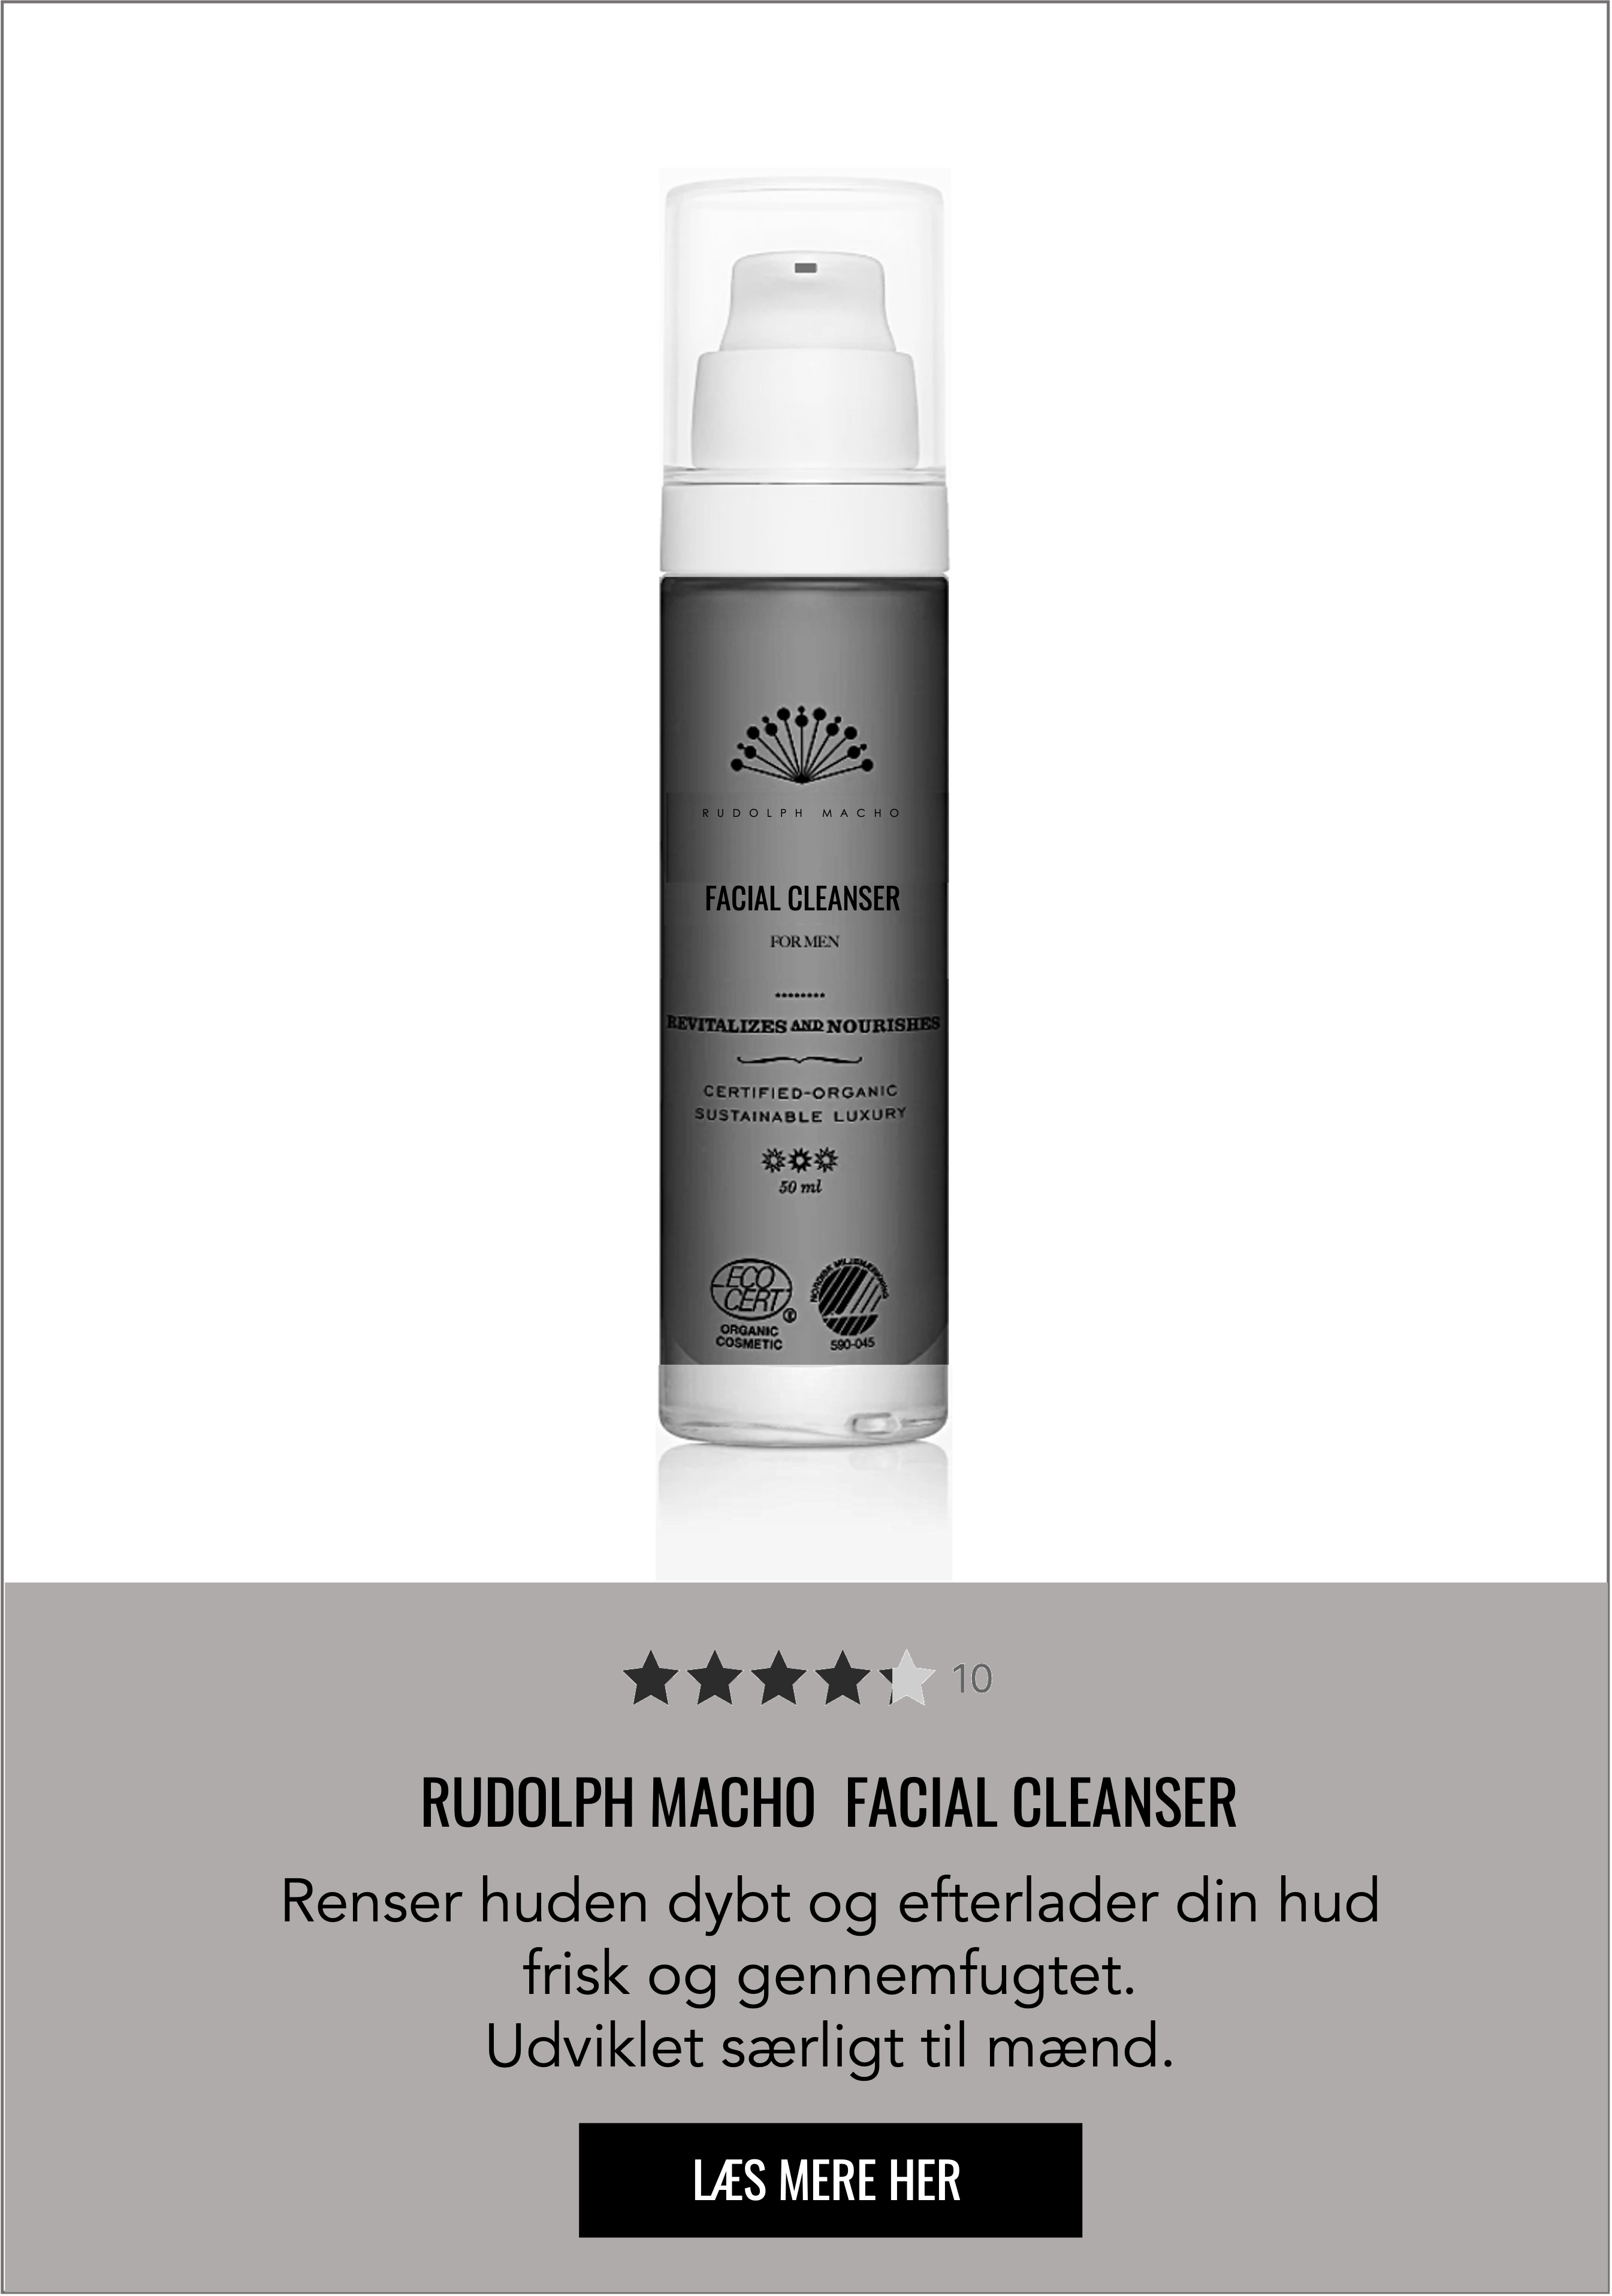 RUDOLPH MACHO
FACIAL CLEANSER
FOR MEN
REVITALIZES AND NOURISHES
CERTIFIED-ORGANIC
SUSTAINABLE LUXURY
50 ml
ECO
CERT
®
ORGANIC
COSMETIC
NORDISK MILJØMÆRKNING
590-045
10
RUDOLPH MACHO FACIAL CLEANSER
Renser huden dybt og efterlader din hud
frisk og gennemfugtet.
Udviklet særligt til mænd.
LÆS MERE HER